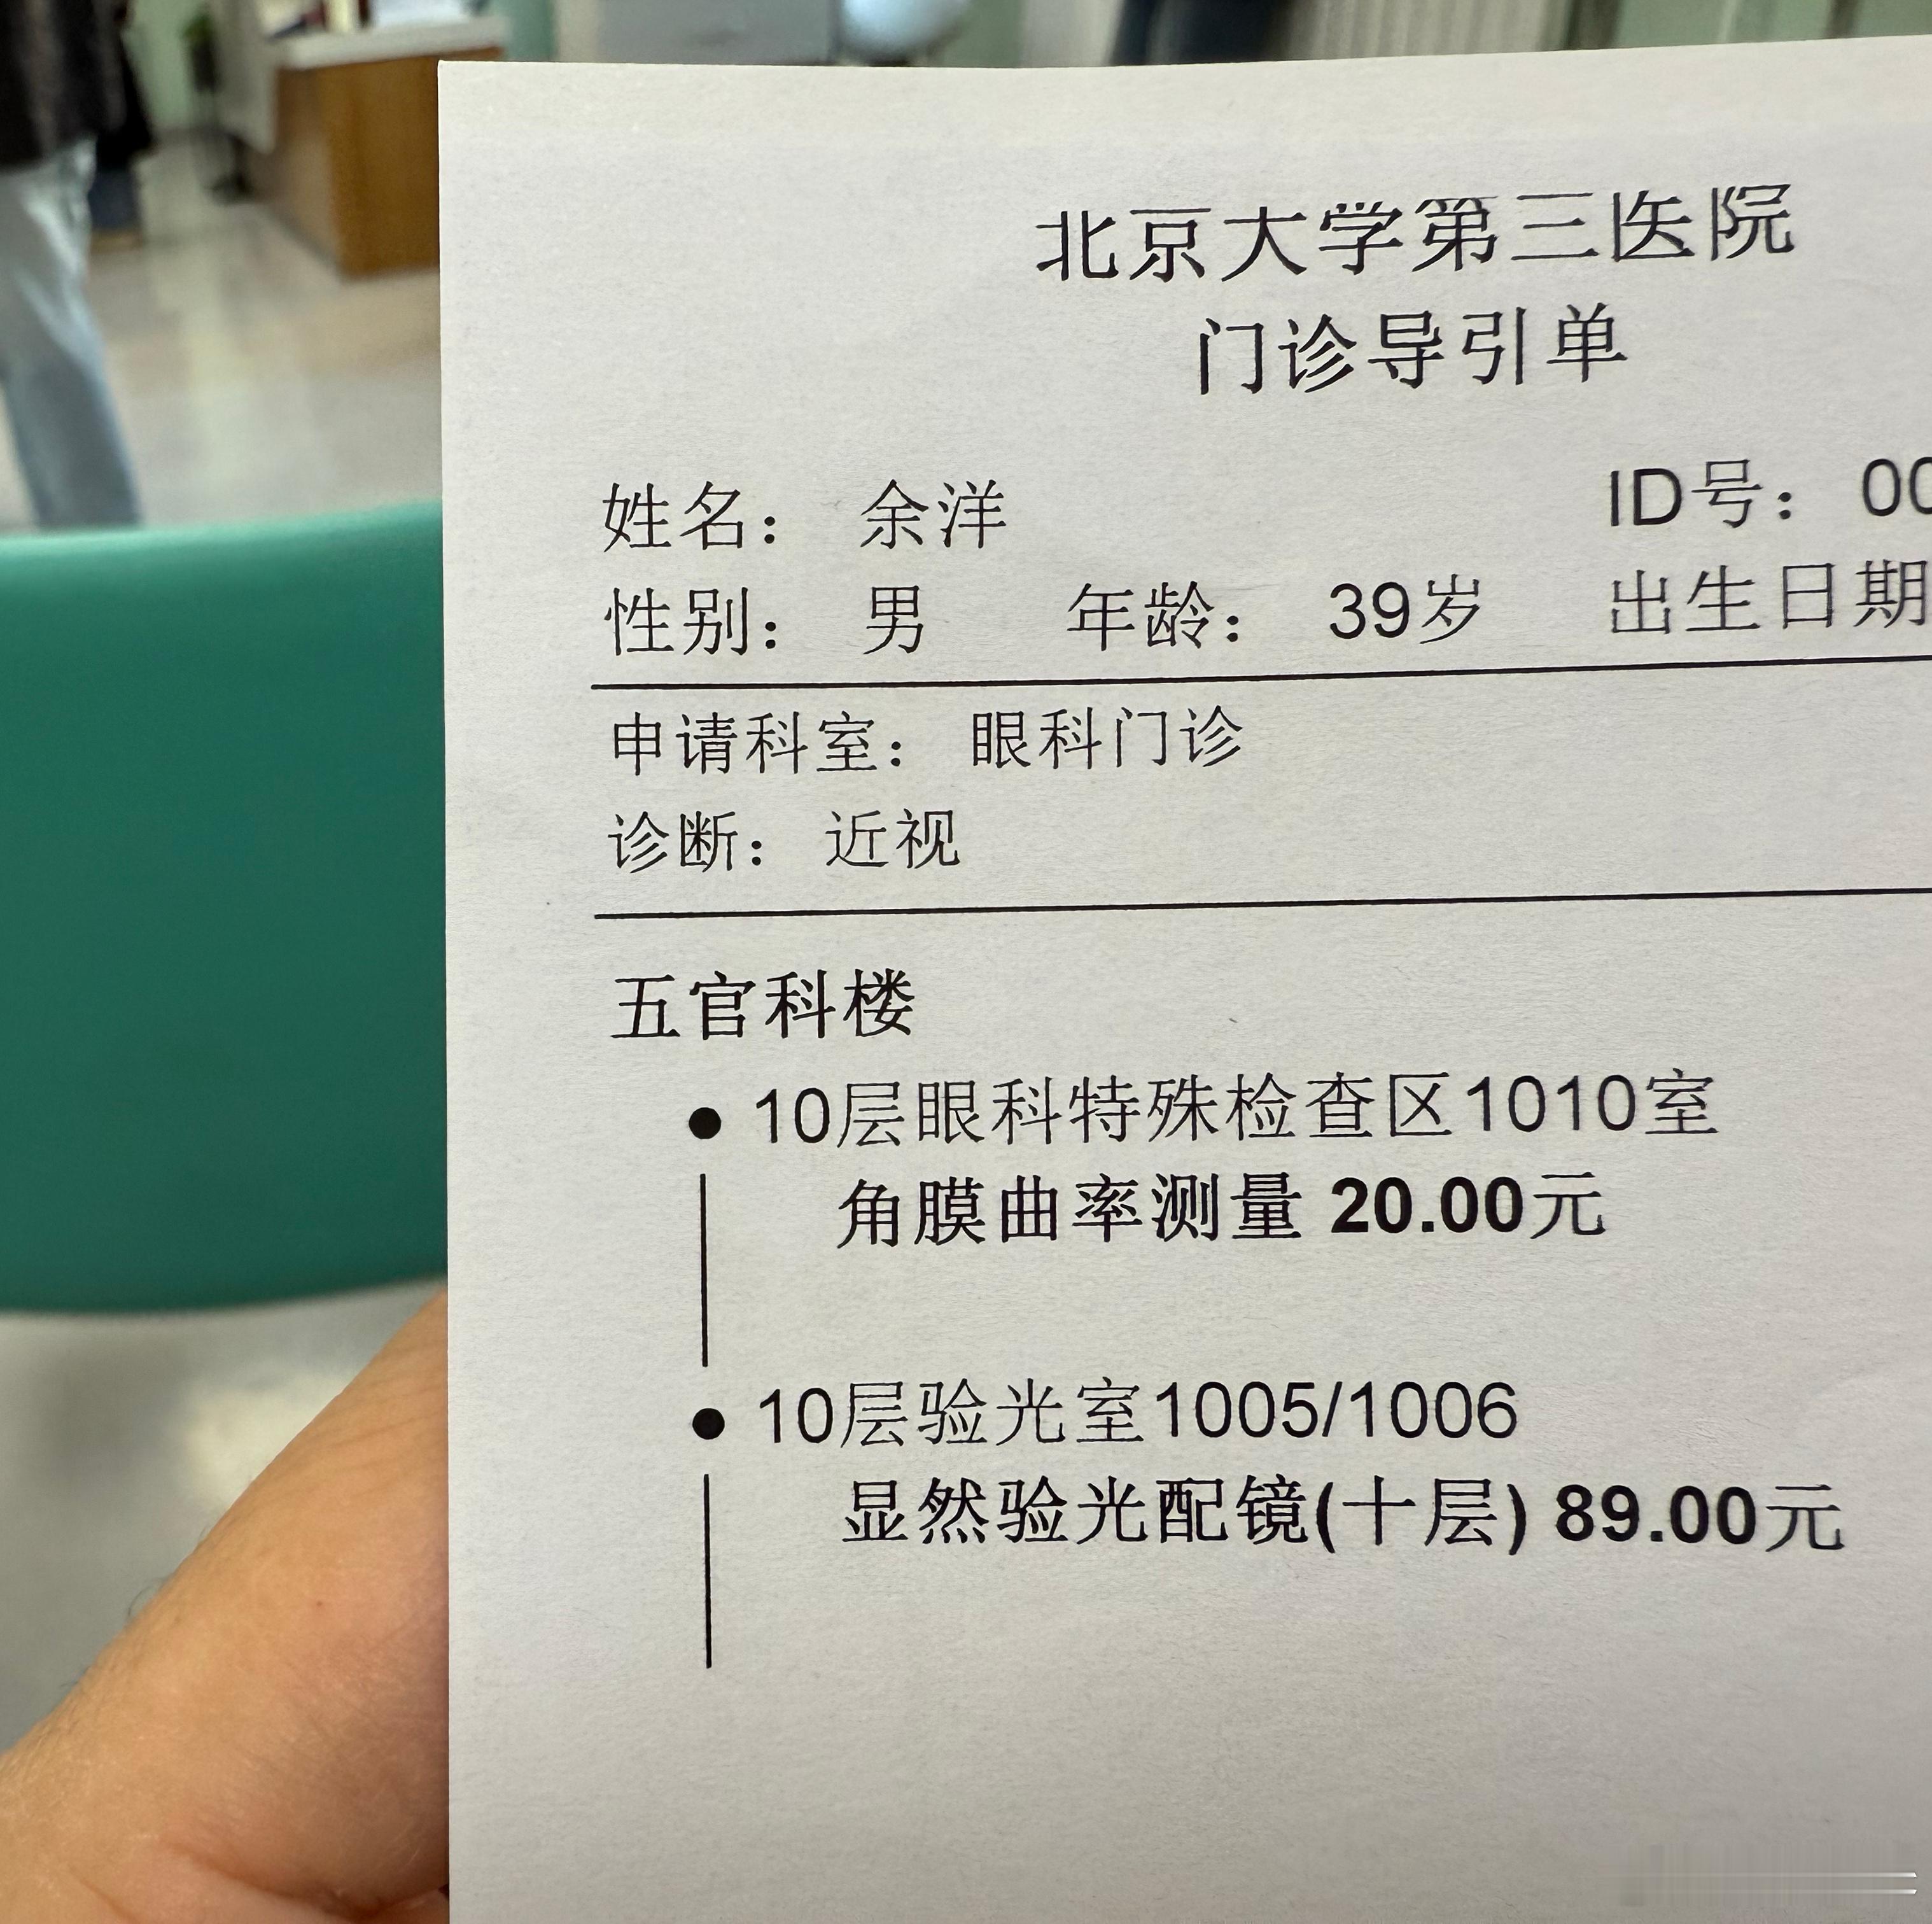 北京大学第三医院
门诊导引单
姓名： 余洋 ID号： 00
性别： 男 年龄： 39岁 出生日期
申请科室： 眼科门诊
诊断： 近视
五官科楼
● 10层眼科特殊检查区1010室
角膜曲率测量 20.00元
● 10层验光室1005/1006
显然验光配镜(十层) 89.00元